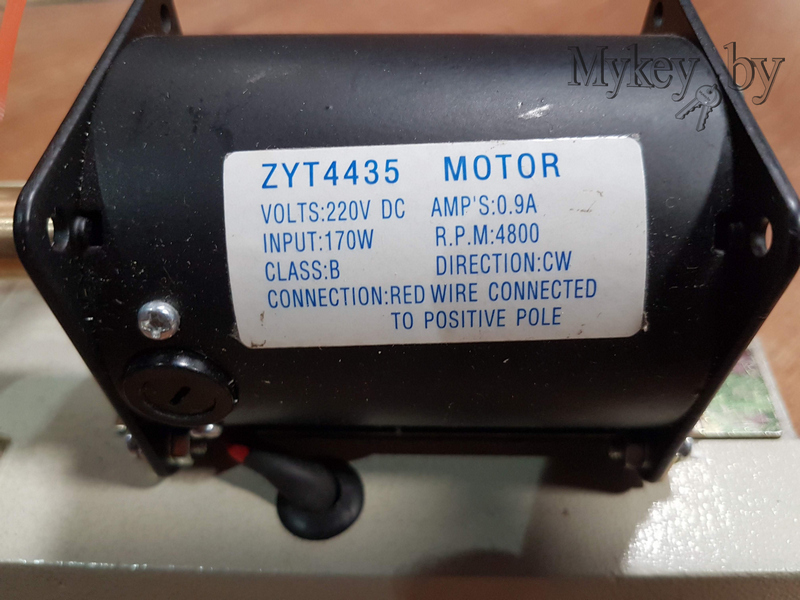 Mykey.by
ZYT4435 MOTOR
VOLTS:220V DC AMP'S:0.9A
INPUT:170W R.P.M:4800
CLASS:B DIRECTION:CW
CONNECTION:RED WIRE CONNECTED
TO POSITIVE POLE